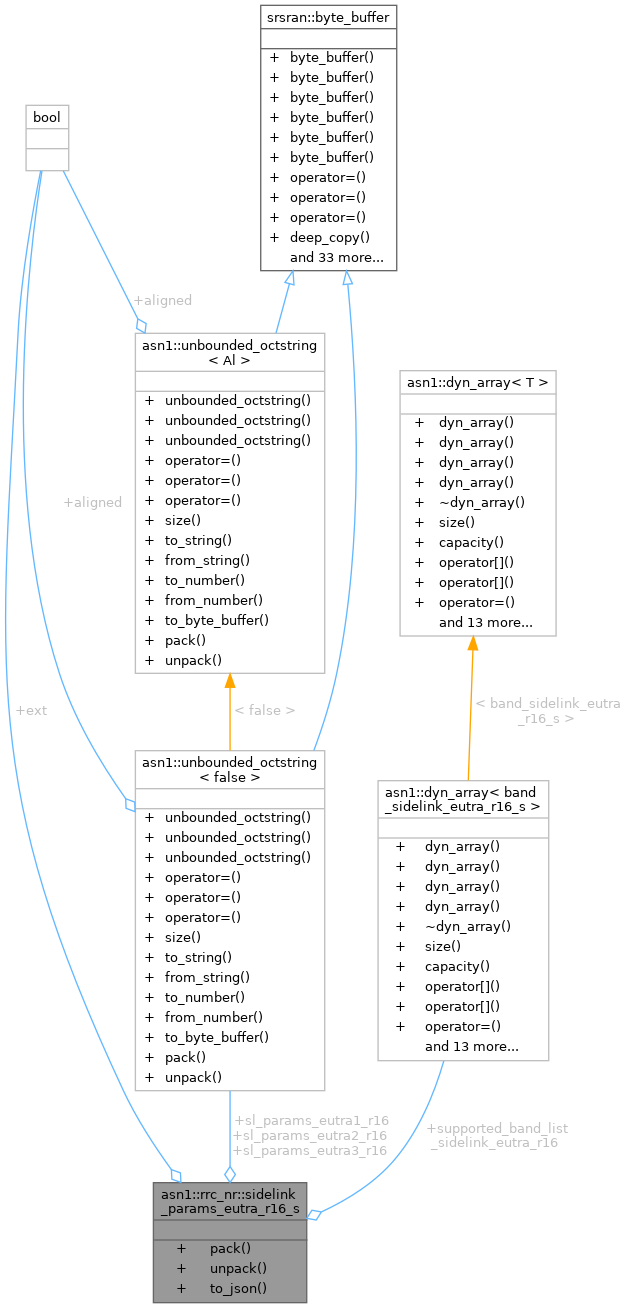 srsran::byte_buffer
+ byte_buffer()
+ byte_buffer()
+ byte_buffer()
+ byte_buffer()
+ byte_buffer()
+ byte_buffer()
+ operator=()
+ operator=()
+ operator=()
+ deep_copy()
and 33 more...
bool
+aligned
asn1::unbounded_octstring
< Al >
+ unbounded_octstring()
+ unbounded_octstring()
+ unbounded_octstring()
+ operator=()
+ operator=()
+ operator=()
+ size()
+ to_string()
+ from_string()
+ to_number()
+ from_number()
+ to_byte_buffer()
+ pack()
+ unpack()
asn1::dyn_array< T >
+ dyn_array()
+ dyn_array()
+ dyn_array()
+ dyn_array()
+ ~dyn_array()
+ size()
+ capacity()
+ operator[]()
+ operator[]()
+ operator=()
and 13 more...
+aligned
+ext
< false >
< band_sidelink_eutra
_r16_s >
asn1::unbounded_octstring
< false >
+ unbounded_octstring()
+ unbounded_octstring()
+ unbounded_octstring()
+ operator=()
+ operator=()
+ operator=()
+ size()
+ to_string()
+ from_string()
+ to_number()
+ from_number()
+ to_byte_buffer()
+ pack()
+ unpack()
asn1::dyn_array< band
_sidelink_eutra_r16_s >
+ dyn_array()
+ dyn_array()
+ dyn_array()
+ dyn_array()
+ ~dyn_array()
+ size()
+ capacity()
+ operator[]()
+ operator[]()
+ operator=()
and 13 more...
+sl_params_eutra1_r16
+sl_params_eutra2_r16
+sl_params_eutra3_r16
+supported_band_list
_sidelink_eutra_r16
asn1::rrc_nr::sidelink
_params_eutra_r16_s
+ pack()
+ unpack()
+ to_json()